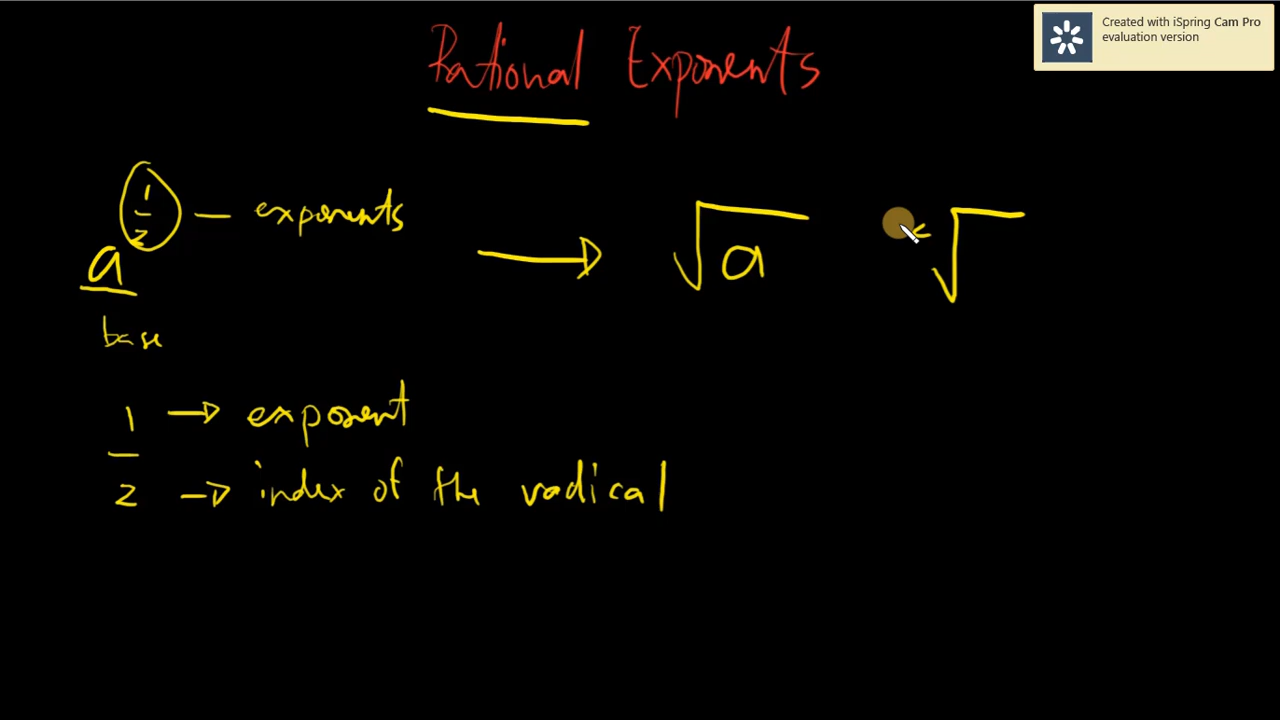 Created with iSpring Cam Pro
evaluation version
Rational Exponents
a^(1/2) — exponents → √a √
base
1 → exponent
2 → index of the radical